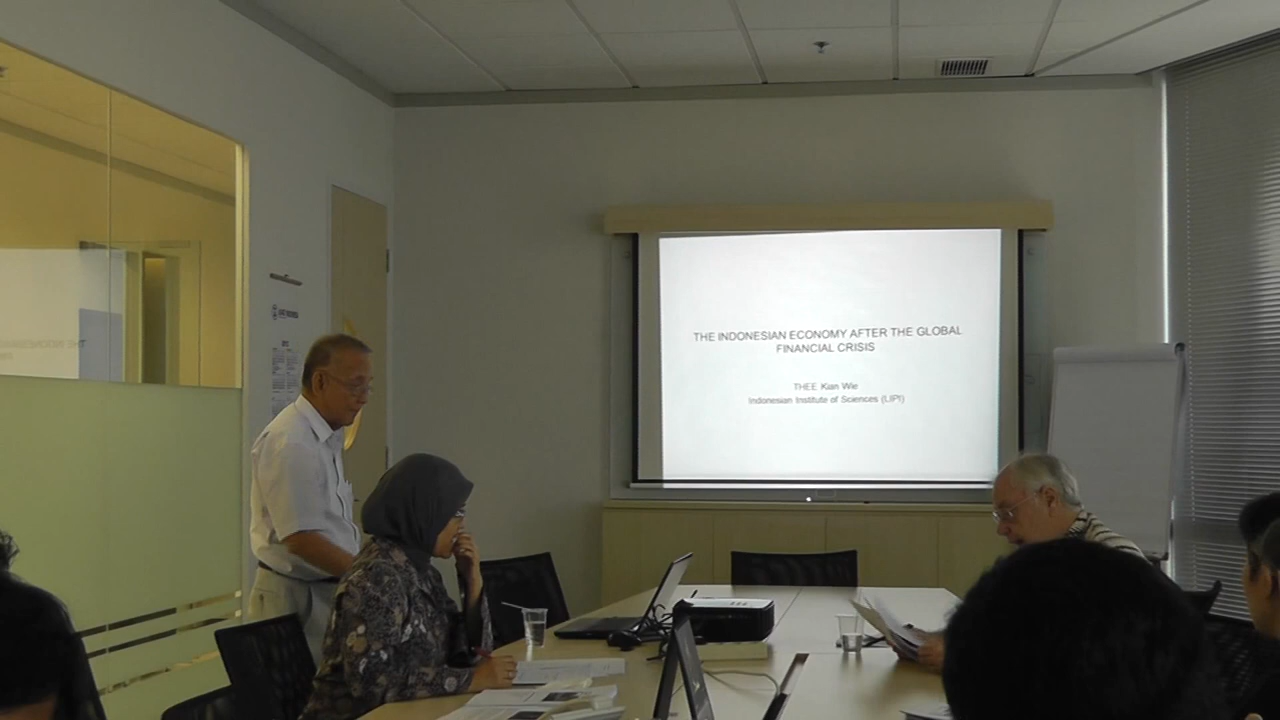 THE INDONESIAN ECONOMY AFTER THE GLOBAL
FINANCIAL CRISIS
THEE Kian Wie
Indonesian Institute of Sciences (LIPI)